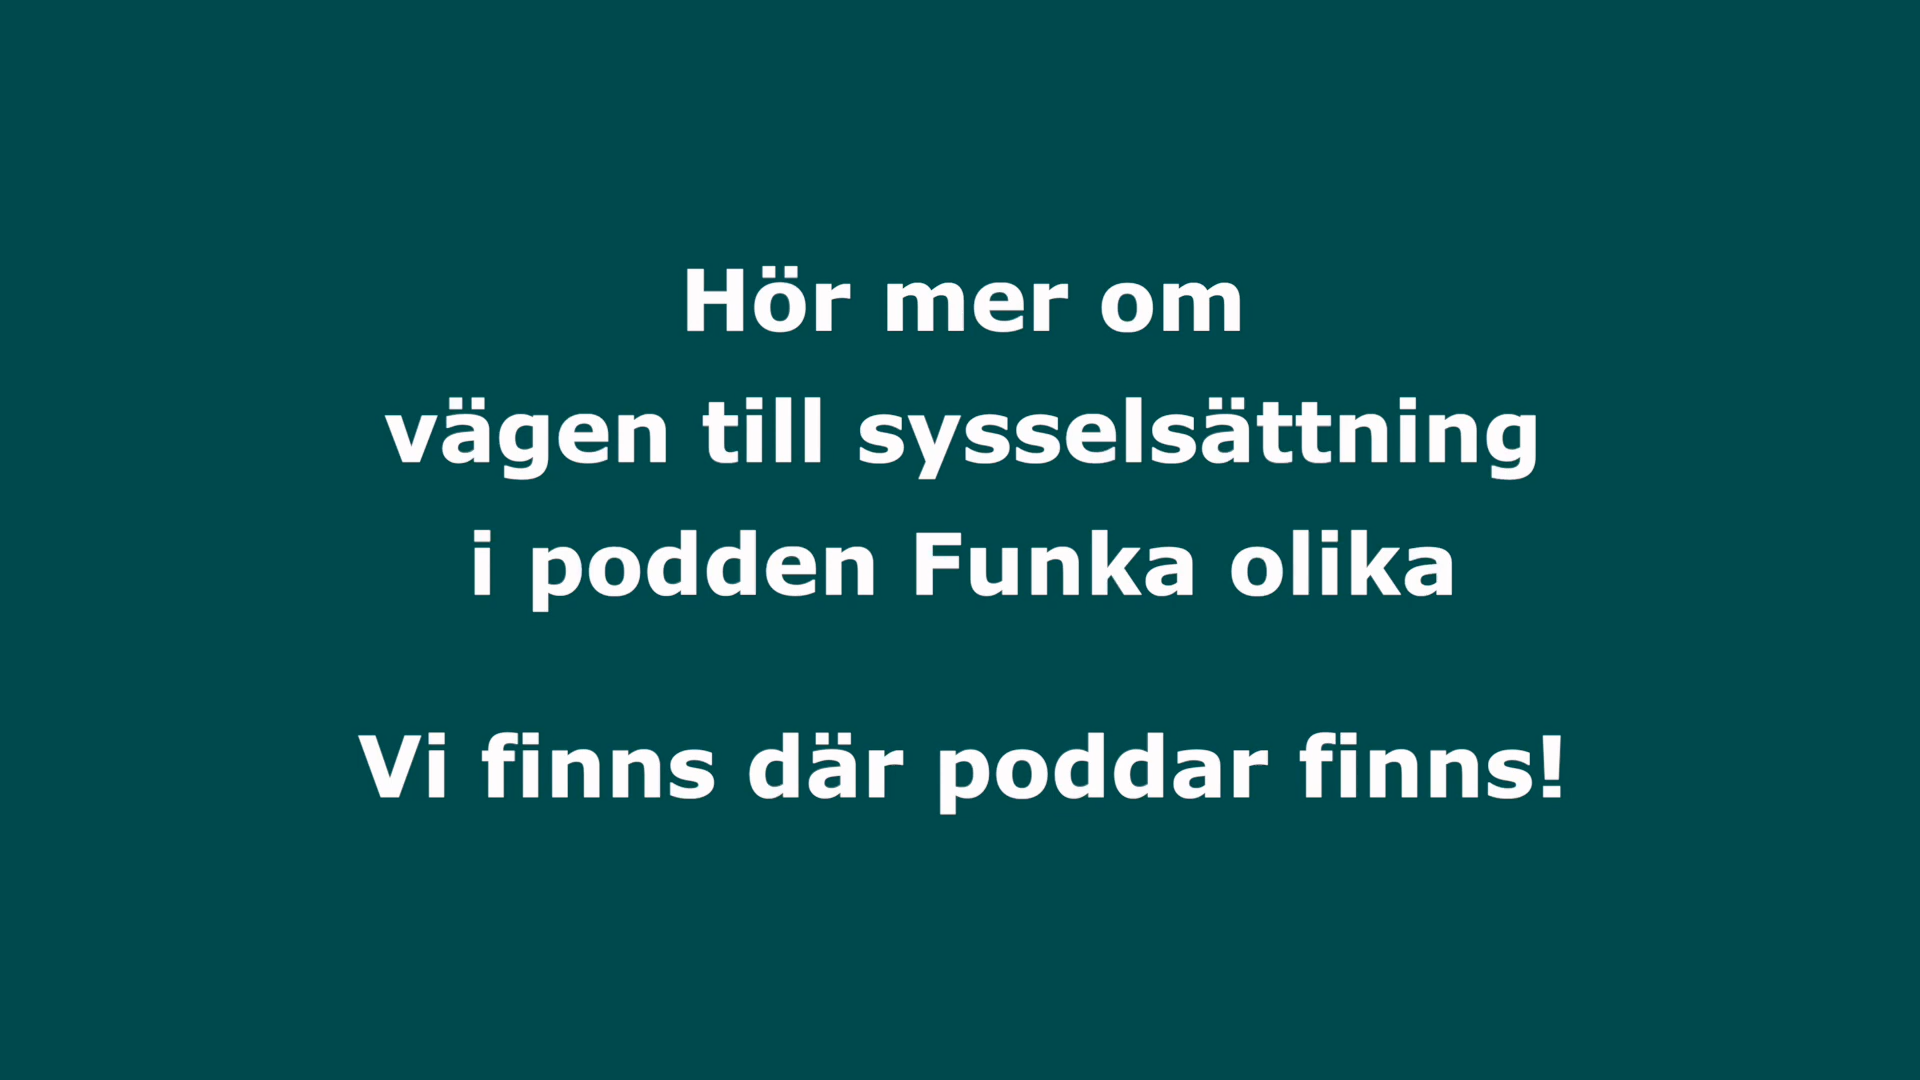 Hör mer om
vägen till sysselsättning
i podden Funka olika
Vi finns där poddar finns!